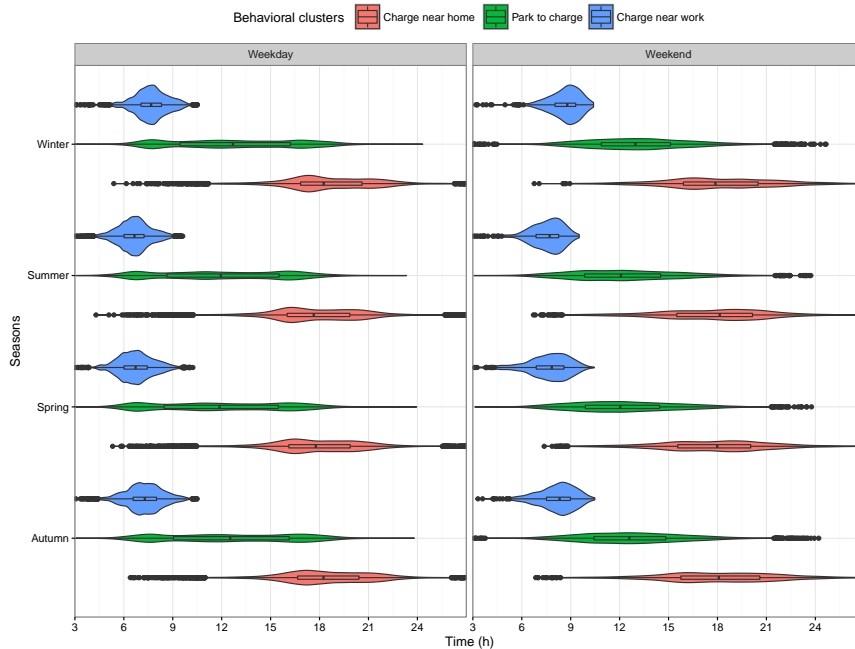 Behavioral clusters Charge near home Park to charge Charge near work
Weekday Weekend
Seasons
Winter
Summer
Spring
Autumn
3 6 9 12 15 18 21 24 3 6 9 12 15 18 21 24
Time (h)